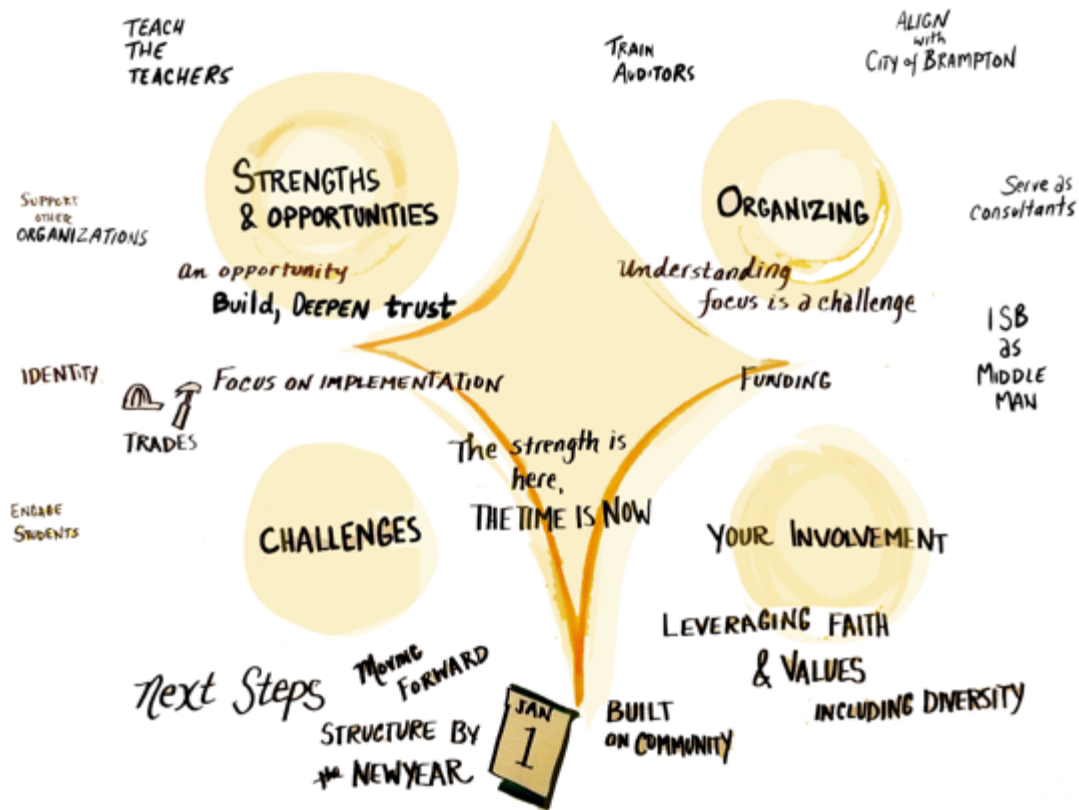 TEACH
THE
TEACHERS
TRAIN
AUDITORS
ALIGN
with
CITY of BRAMPTON
STRENGTHS
& OPPORTUNITIES
ORGANIZING
SUPPORT
OTHER
ORGANIZATIONS
Serve as
Consultants
an opportunity
Build, DEEPEN trust
Understanding
focus is a challenge
ISB
as
MIDDLE
MAN
IDENTITY
TRADES
FOCUS ON IMPLEMENTATION
FUNDING
The strength is
here,
THE TIME IS NOW
ENGAGE
STUDENTS
CHALLENGES
YOUR INVOLVEMENT
LEVERAGING FAITH
& VALUES
INCLUDING DIVERSITY
Next Steps
MOVING
FORWARD
STRUCTURE BY
the NEW YEAR
JAN
1
BUILT
ON COMMUNITY